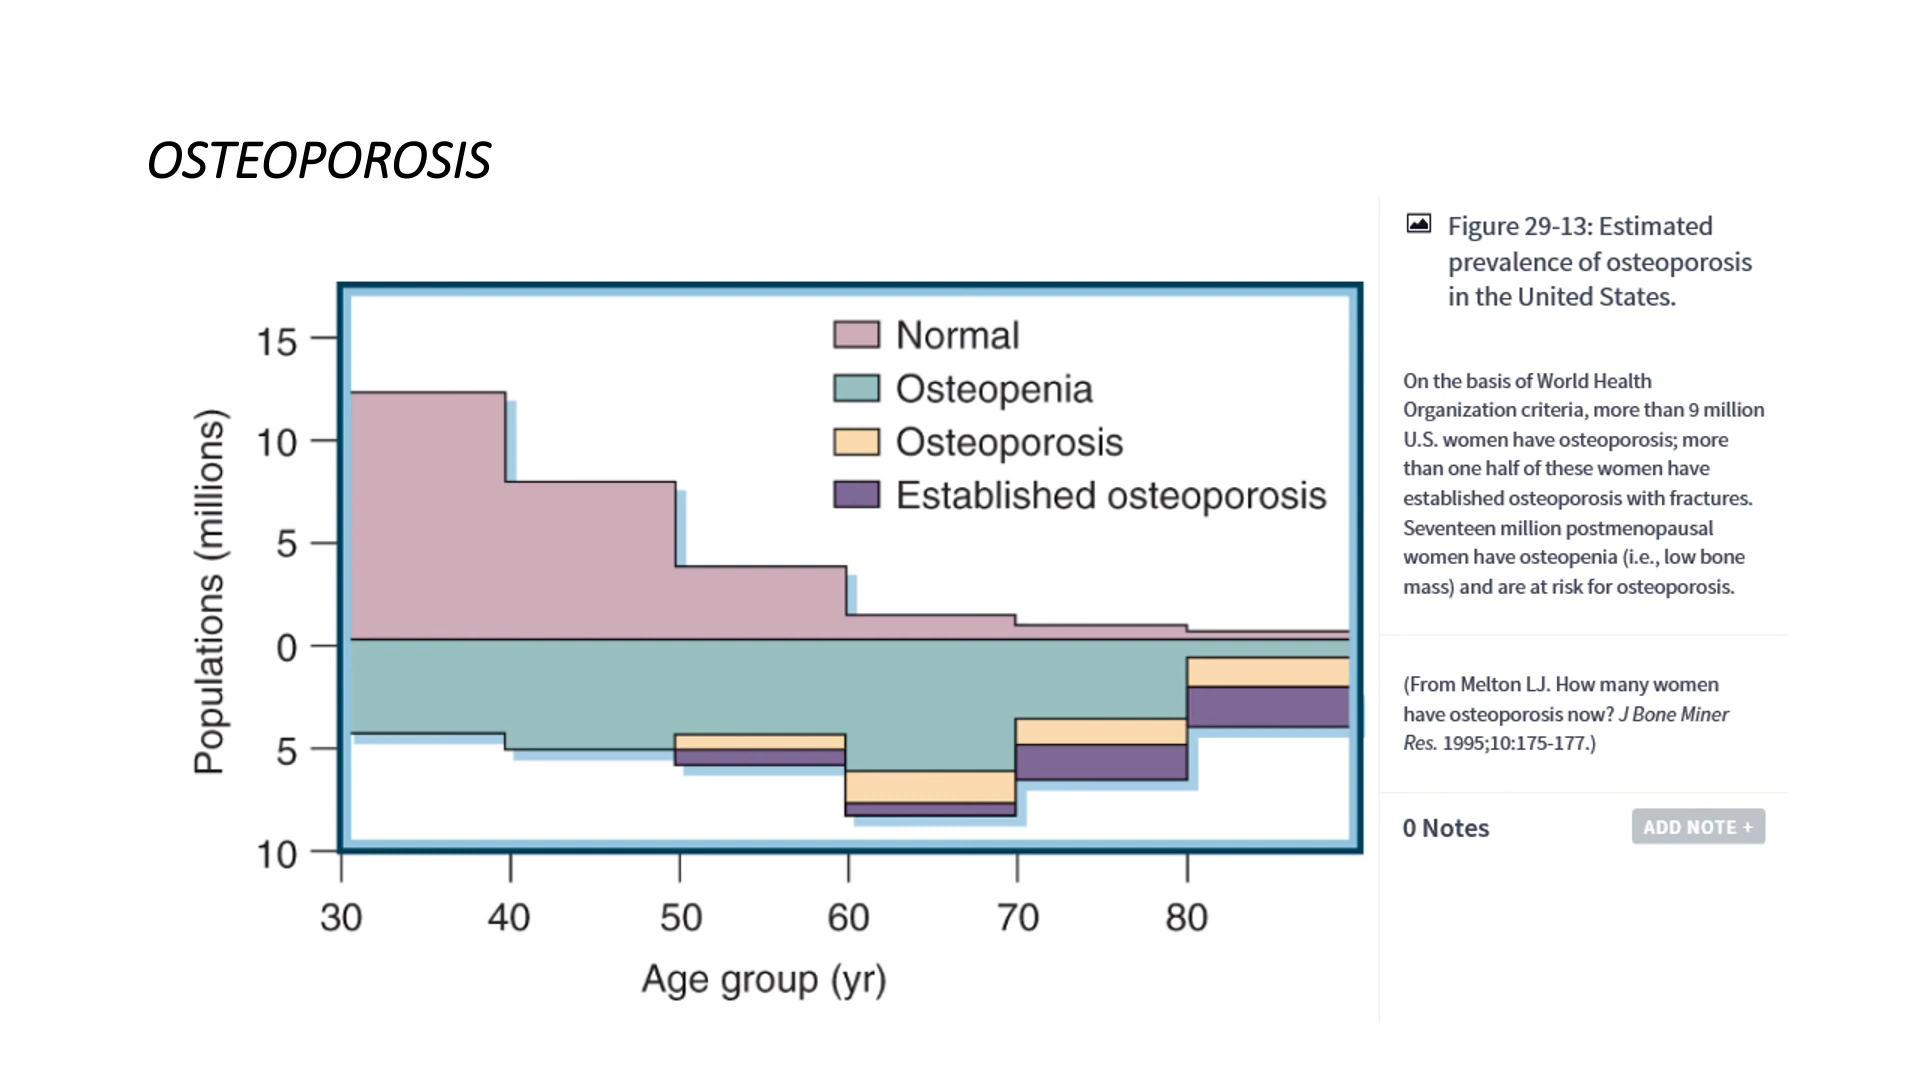 OSTEOPOROSIS
Normal
Osteopenia
Osteoporosis
Established osteoporosis
Populations (millions)
15
10
5
0
5
10
30 40 50 60 70 80
Age group (yr)
Figure 29-13: Estimated
prevalence of osteoporosis
in the United States.
On the basis of World Health
Organization criteria, more than 9 million
U.S. women have osteoporosis; more
than one half of these women have
established osteoporosis with fractures.
Seventeen million postmenopausal
women have osteopenia (i.e., low bone
mass) and are at risk for osteoporosis.
(From Melton LJ. How many women
have osteoporosis now? J Bone Miner
Res. 1995;10:175-177.)
0 Notes
ADD NOTE +